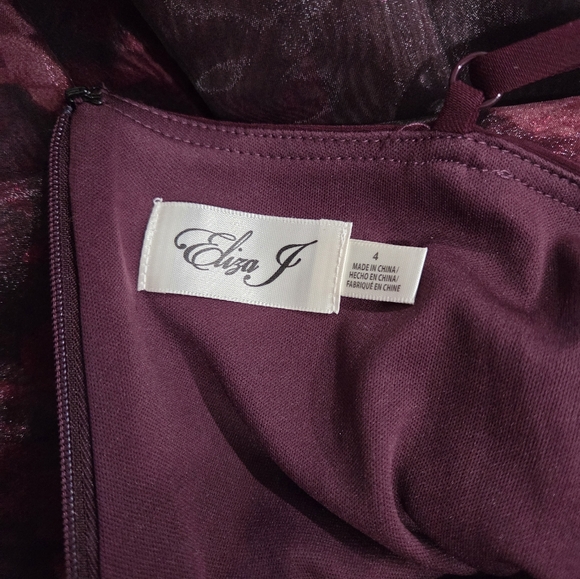 Eliza J
4
MADE IN CHINA/
HECHO EN CHINA/
FABRIQUÉ EN CHINE